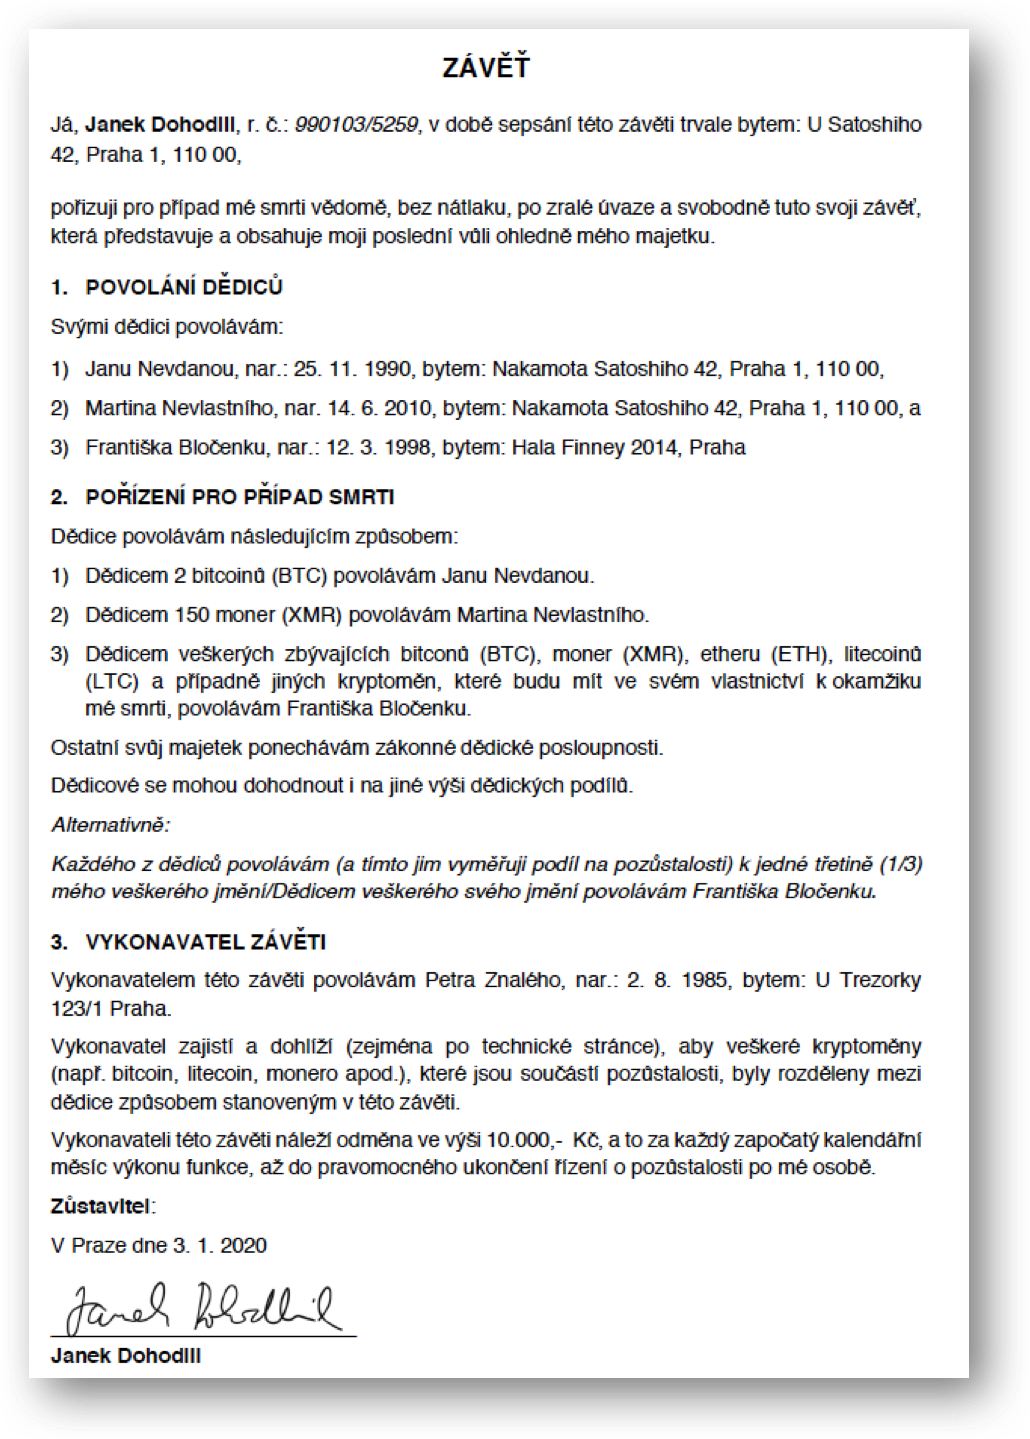 ZÁVĚŤ
Já, Janek Dohodlil, r. č.: 990103/5259, v době sepsání této závěti trvale bytem: U Satoshiho
42, Praha 1, 110 00,
pořizuji pro případ mé smrti vědomě, bez nátlaku, po zralé úvaze a svobodně tuto svoji závěť,
která představuje a obsahuje moji poslední vůli ohledně mého majetku.
1. POVOLÁNÍ DĚDICŮ
Svými dědici povolávám:
1) Janu Nevdanou, nar.: 25. 11. 1990, bytem: Nakamota Satoshiho 42, Praha 1, 110 00,
2) Martina Nevlastního, nar. 14. 6. 2010, bytem: Nakamota Satoshiho 42, Praha 1, 110 00, a
3) Františka Bločenku, nar.: 12. 3. 1998, bytem: Hala Finney 2014, Praha
2. POŘÍZENÍ PRO PŘÍPAD SMRTI
Dědice povolávám následujícím způsobem:
1) Dědicem 2 bitcoinů (BTC) povolávám Janu Nevdanou.
2) Dědicem 150 moner (XMR) povolávám Martina Nevlastního.
3) Dědicem veškerých zbývajících bitconů (BTC), moner (XMR), etheru (ETH), litecoinů
(LTC) a případně jiných kryptoměn, které budu mít ve svém vlastnictví k okamžiku
mé smrti, povolávám Františka Bločenku.
Ostatní svůj majetek ponechávám zákonné dědické posloupnosti.
Dědicové se mohou dohodnout i na jiné výši dědických podílů.
Alternativně:
Každého z dědiců povolávám (a tímto jim vyměřuji podíl na pozůstalosti) k jedné třetině (1/3)
mého veškerého jmění/Dědicem veškerého svého jmění povolávám Františka Bločenku.
3. VYKONAVATEL ZÁVĚTI
Vykonavatelem této závěti povolávám Petra Znalého, nar.: 2. 8. 1985, bytem: U Trezorky
123/1 Praha.
Vykonavatel zajistí a dohlíží (zejména po technické stránce), aby veškeré kryptoměny
(např. bitcoin, litecoin, monero apod.), které jsou součástí pozůstalosti, byly rozděleny mezi
dědice způsobem stanoveným v této závěti.
Vykonavateli této závěti náleží odměna ve výši 10.000,- Kč, a to za každý započatý kalendářní
měsíc výkonu funkce, až do pravomocného ukončení řízení o pozůstalosti po mé osobě.
Zůstavitel:
V Praze dne 3. 1. 2020
Janek Dohodlil
Janek Dohodlil